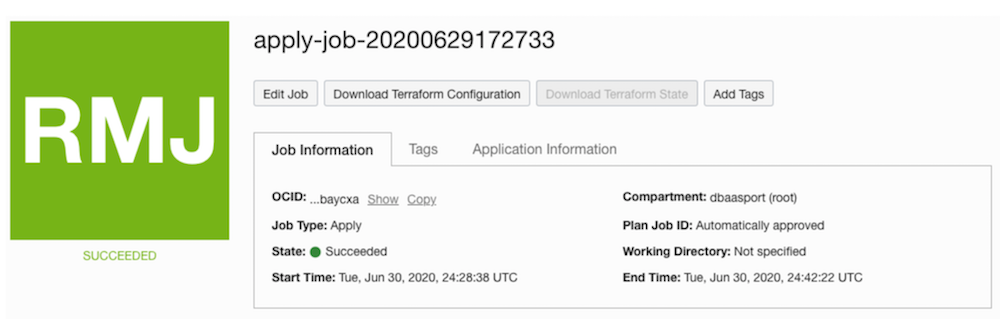 apply-job-20200629172733
RMJ
SUCCEEDED
Edit Job Download Terraform Configuration Download Terraform State Add Tags
Job Information Tags Application Information
OCID: ...baycxa Show Copy Compartment: dbaasport (root)
Job Type: Apply Plan Job ID: Automatically approved
State: Succeeded Working Directory: Not specified
Start Time: Tue, Jun 30, 2020, 24:28:38 UTC End Time: Tue, Jun 30, 2020, 24:42:22 UTC